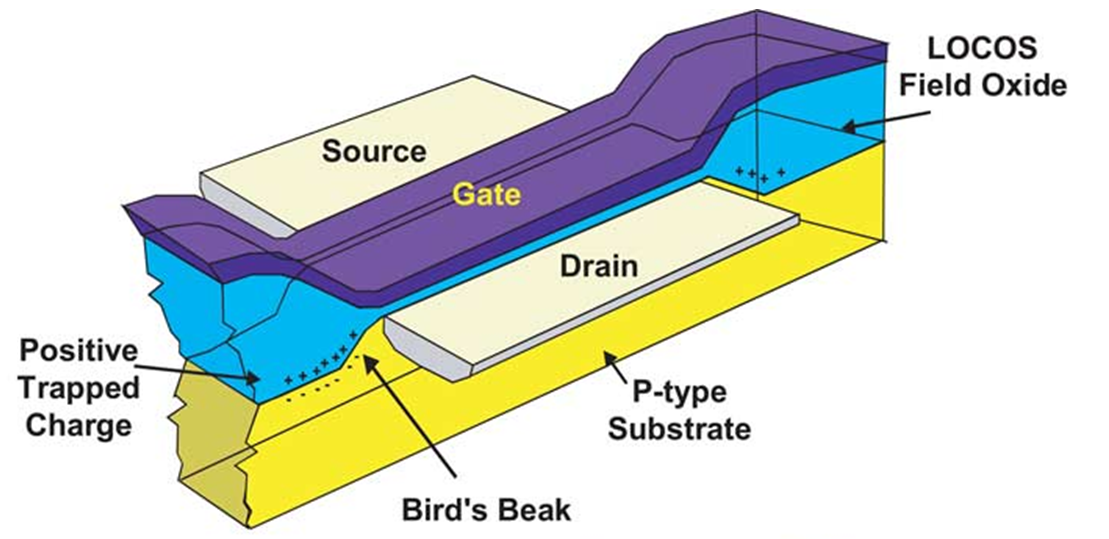 LOCOS
Field Oxide
Source
Gate
Drain
Positive
Trapped
Charge
P-type
Substrate
Bird's Beak